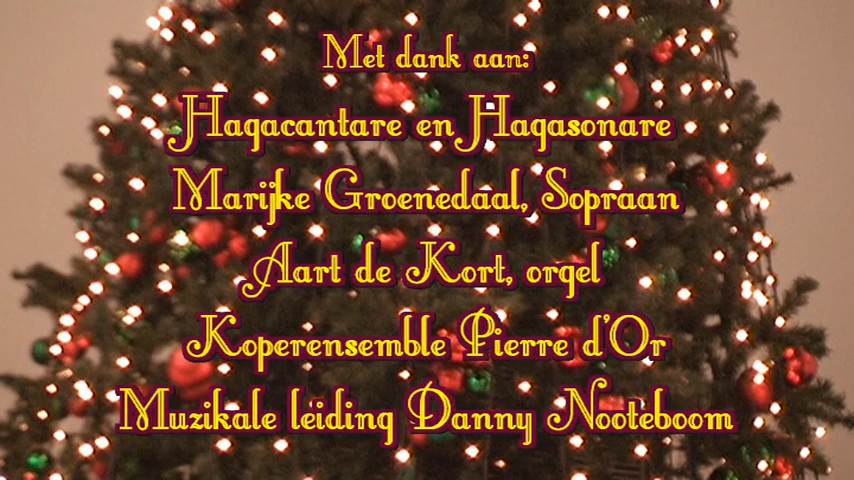 Met dank aan:
Hagacantare en Hagasonare
Marijke Groenedaal, Sopraan
Aart de Kort, orgel
Koperensemble Pierre d'Or
Muzikale leiding Danny Nooteboom